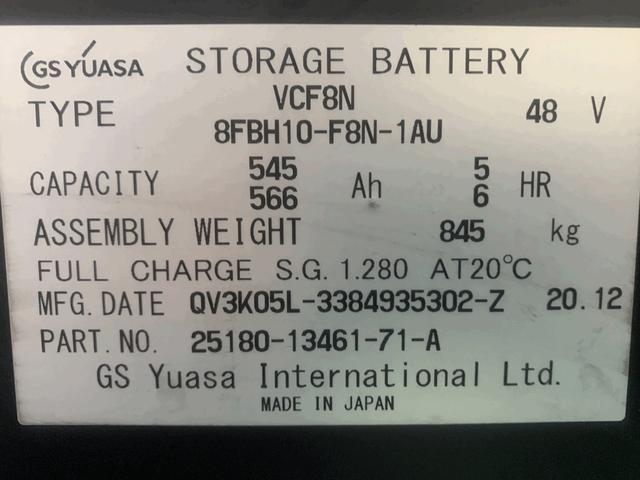 GS YUASA STORAGE BATTERY
TYPE VCF8N 48 V
8FBH10-F8N-1AU
CAPACITY 545 Ah 5 HR
566 6
ASSEMBLY WEIGHT 845 kg
FULL CHARGE S.G. 1.280 AT20℃
MFG. DATE QV3K05L-3384935302-Z 20.12
PART. NO. 25180-13461-71-A
GS Yuasa International Ltd.
MADE IN JAPAN